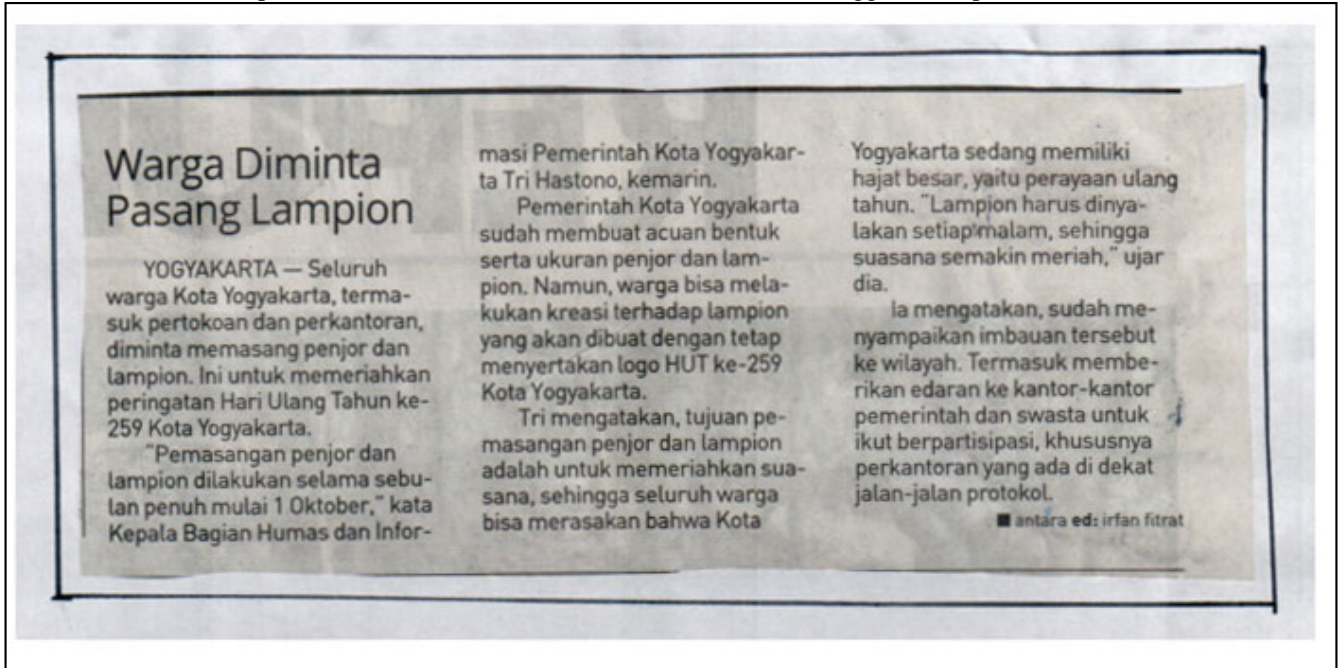 Warga Diminta
Pasang Lampion
YOGYAKARTA — Seluruh
warga Kota Yogyakarta, terma-
suk pertokoan dan perkantoran,
diminta memasang penjor dan
lampion. Ini untuk memeriahkan
peringatan Hari Ulang Tahun ke-
259 Kota Yogyakarta.
"Pemasangan penjor dan
lampion dilakukan selama sebu-
lan penuh mulai 1 Oktober," kata
Kepala Bagian Humas dan Infor-
masi Pemerintah Kota Yogyakar-
ta Tri Hastono, kemarin.
Pemerintah Kota Yogyakarta
sudah membuat acuan bentuk
serta ukuran penjor dan lam-
pion. Namun, warga bisa mela-
kukan kreasi terhadap lampion
yang akan dibuat dengan tetap
menyertakan logo HUT ke-259
Kota Yogyakarta.
Tri mengatakan, tujuan pe-
masangan penjor dan lampion
adalah untuk memeriahkan sua-
sana, sehingga seluruh warga
bisa merasakan bahwa Kota
Yogyakarta sedang memiliki
hajat besar, yaitu perayaan ulang
tahun. "Lampion harus dinya-
lakan setiap malam, sehingga
suasana semakin meriah," ujar
dia.
Ia mengatakan, sudah me-
nyampaikan imbauan tersebut
ke wilayah. Termasuk membe-
rikan edaran ke kantor-kantor
pemerintah dan swasta untuk
ikut berpartisipasi, khususnya
perkantoran yang ada di dekat
jalan-jalan protokol.
■ antara ed: irfan fitrat